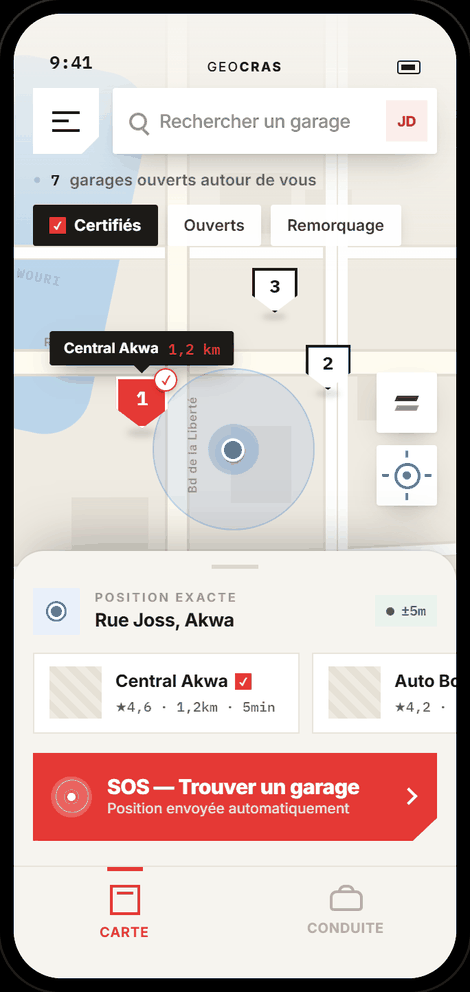 9:41
GEOCRAS
Rechercher un garage
JD
7 garages ouverts autour de vous
Certifiés
Ouverts
Remorquage
WOURI
3
Central Akwa 1,2 km
2
1
Bd de la Liberté
POSITION EXACTE
Rue Joss, Akwa
±5m
Central Akwa
★4,6 · 1,2km · 5min
Auto Bo
★4,2 ·
SOS — Trouver un garage
Position envoyée automatiquement
CARTE
CONDUITE